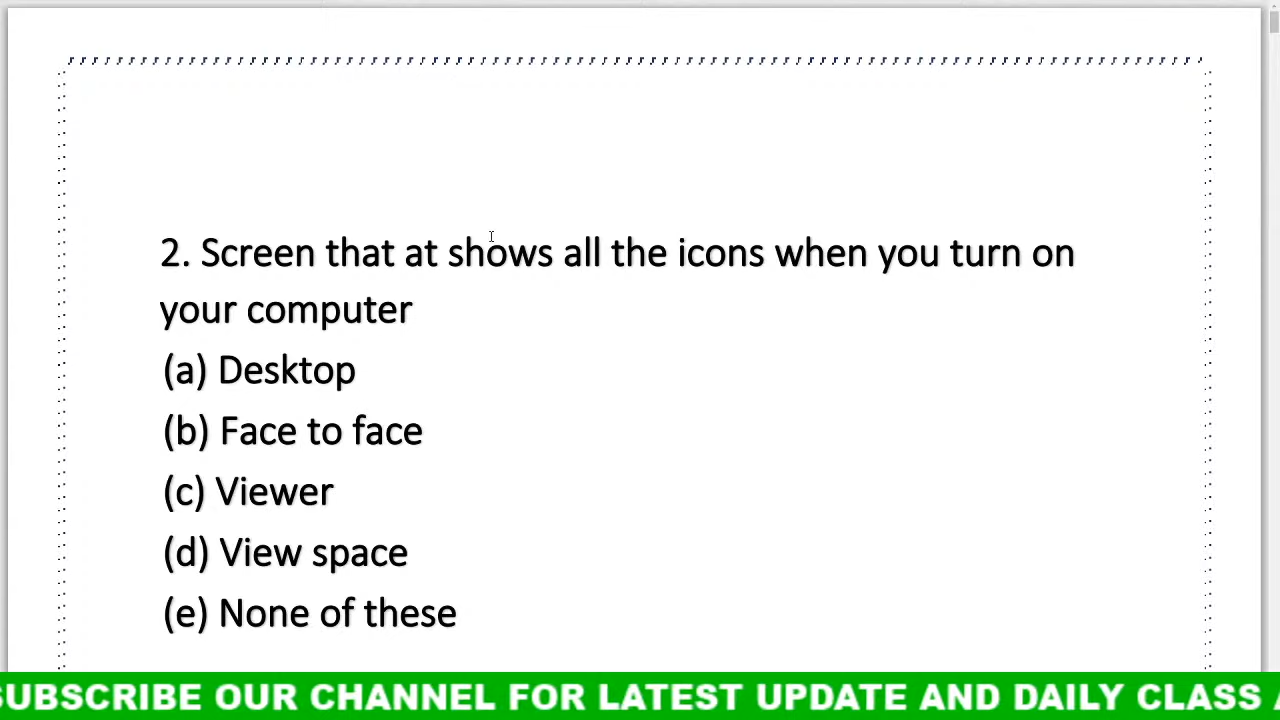 2. Screen that at shows all the icons when you turn on
your computer
(a) Desktop
(b) Face to face
(c) Viewer
(d) View space
(e) None of these
SUBSCRIBE OUR CHANNEL FOR LATEST UPDATE AND DAILY CLASS